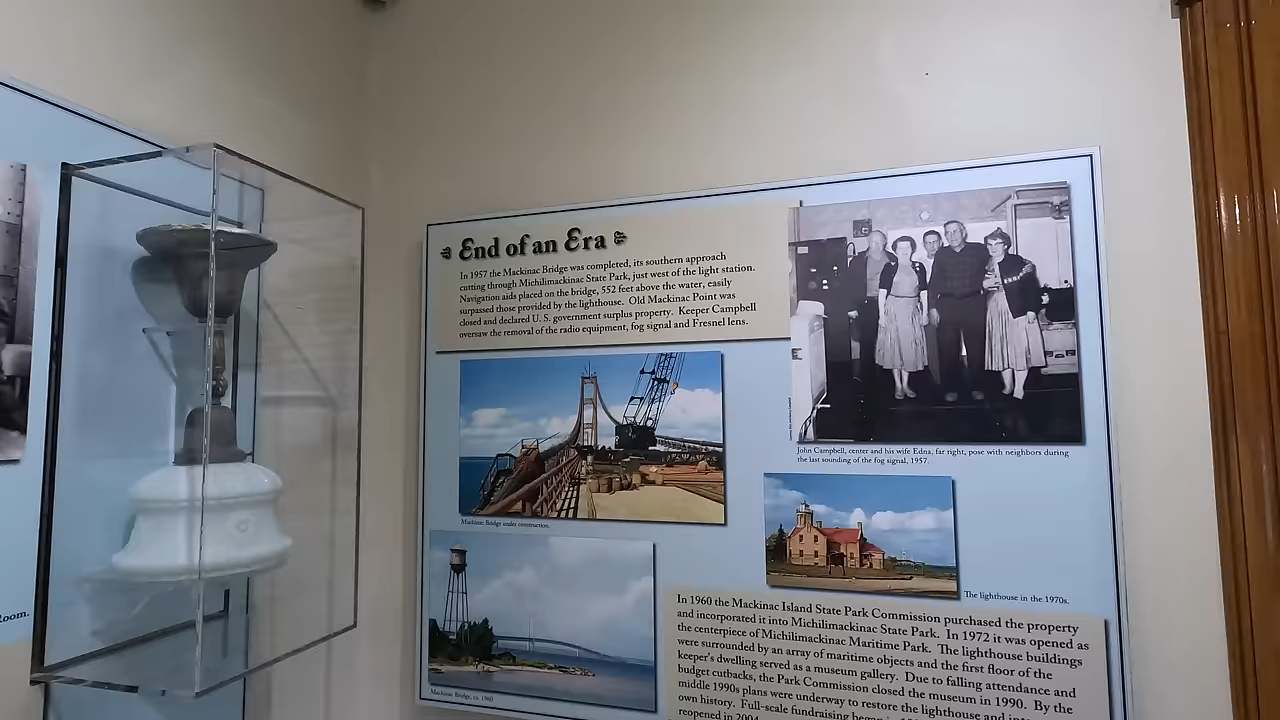 End of an Era
In 1957 the Mackinac Bridge was completed, its southern approach
cutting through Michilimackinac State Park, just west of the light station.
Navigation aids placed on the bridge, 552 feet above the water, easily
surpassed those provided by the lighthouse. Old Mackinac Point was
closed and declared U. S. government surplus property. Keeper Campbell
oversaw the removal of the radio equipment, fog signal and Fresnel lens.
John Campbell, center and his wife Edna, far right, pose with neighbors during
the last sounding of the fog signal, 1957.
Mackinac Bridge under construction.
The lighthouse in the 1970s.
Room.
Mackinac Bridge, ca. 1960
In 1960 the Mackinac Island State Park Commission purchased the property
and incorporated it into Michilimackinac State Park. In 1972 it was opened as
the centerpiece of Michilimackinac Maritime Park. The lighthouse buildings
were surrounded by an array of maritime objects and the first floor of the
keeper's dwelling served as a museum gallery. Due to falling attendance and
budget cutbacks, the Park Commission closed the museum in 1990. By the
middle 1990s plans were underway to restore the lighthouse and
own history. Full-scale fundraising began
reopened in 2004